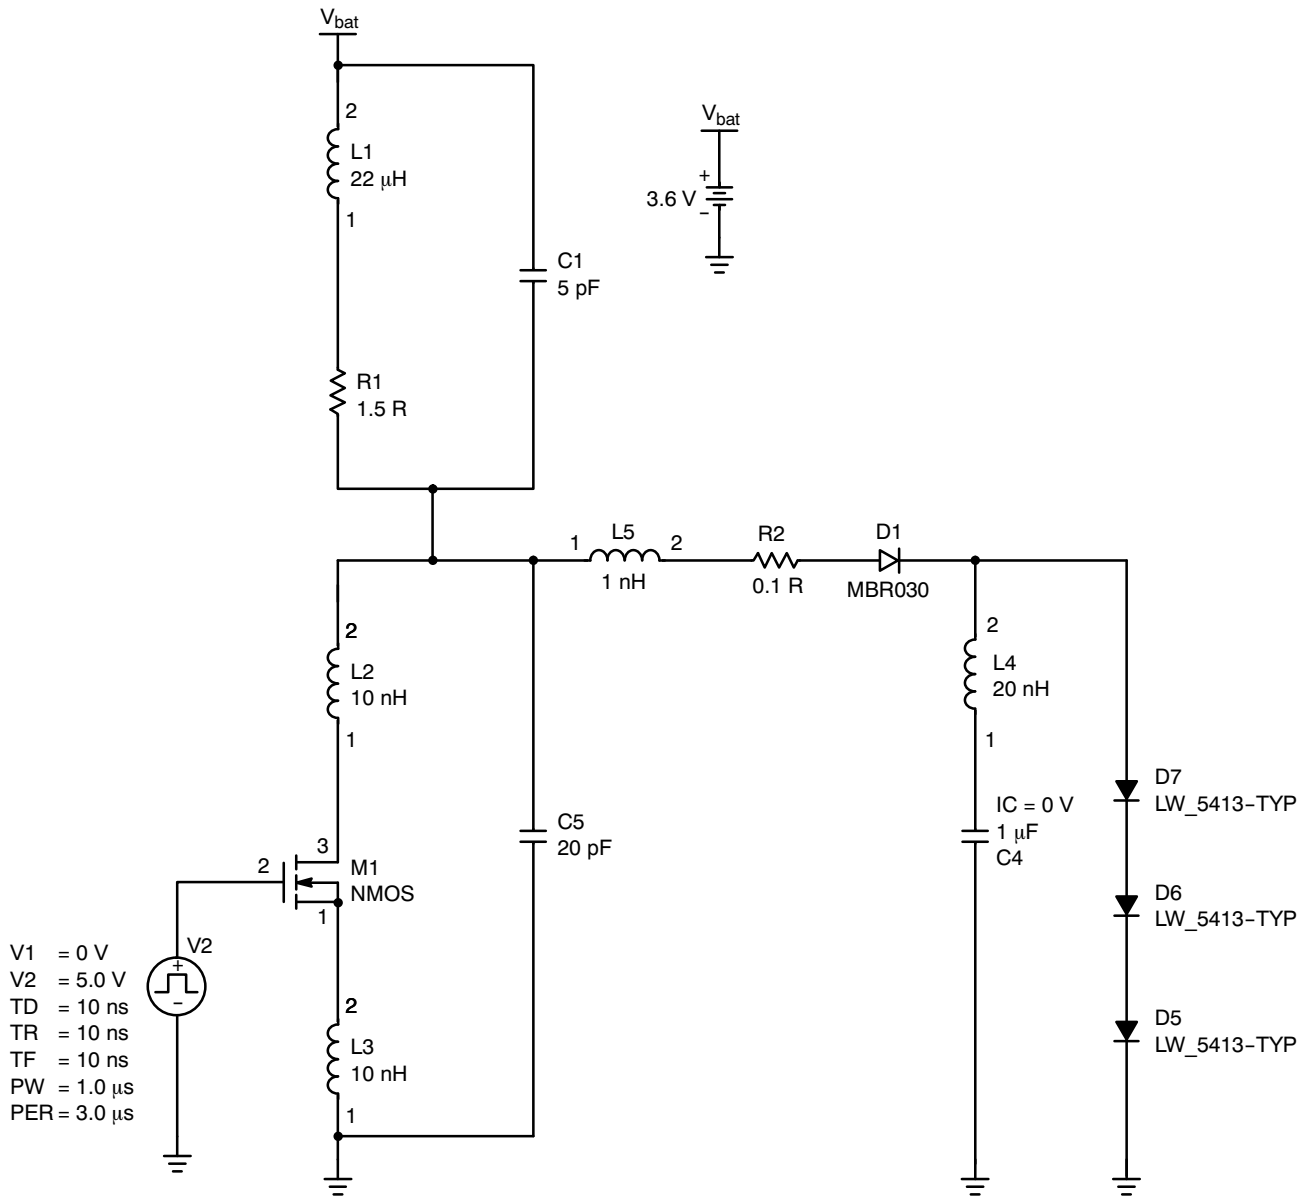 Vbat
2
L1
22 μH
1
Vbat
+
3.6 V
−
C1
5 pF
R1
1.5 R
1
L5
2
1 nH
R2
0.1 R
D1
MBR030
2
L2
10 nH
1
2
L4
20 nH
1
IC = 0 V
1 μF
C4
D7
LW_5413−TYP
C5
20 pF
3
2
M1
NMOS
1
D6
LW_5413−TYP
V2
+
−
V1 = 0 V
V2 = 5.0 V
TD = 10 ns
TR = 10 ns
TF = 10 ns
PW = 1.0 μs
PER = 3.0 μs
2
L3
10 nH
1
D5
LW_5413−TYP